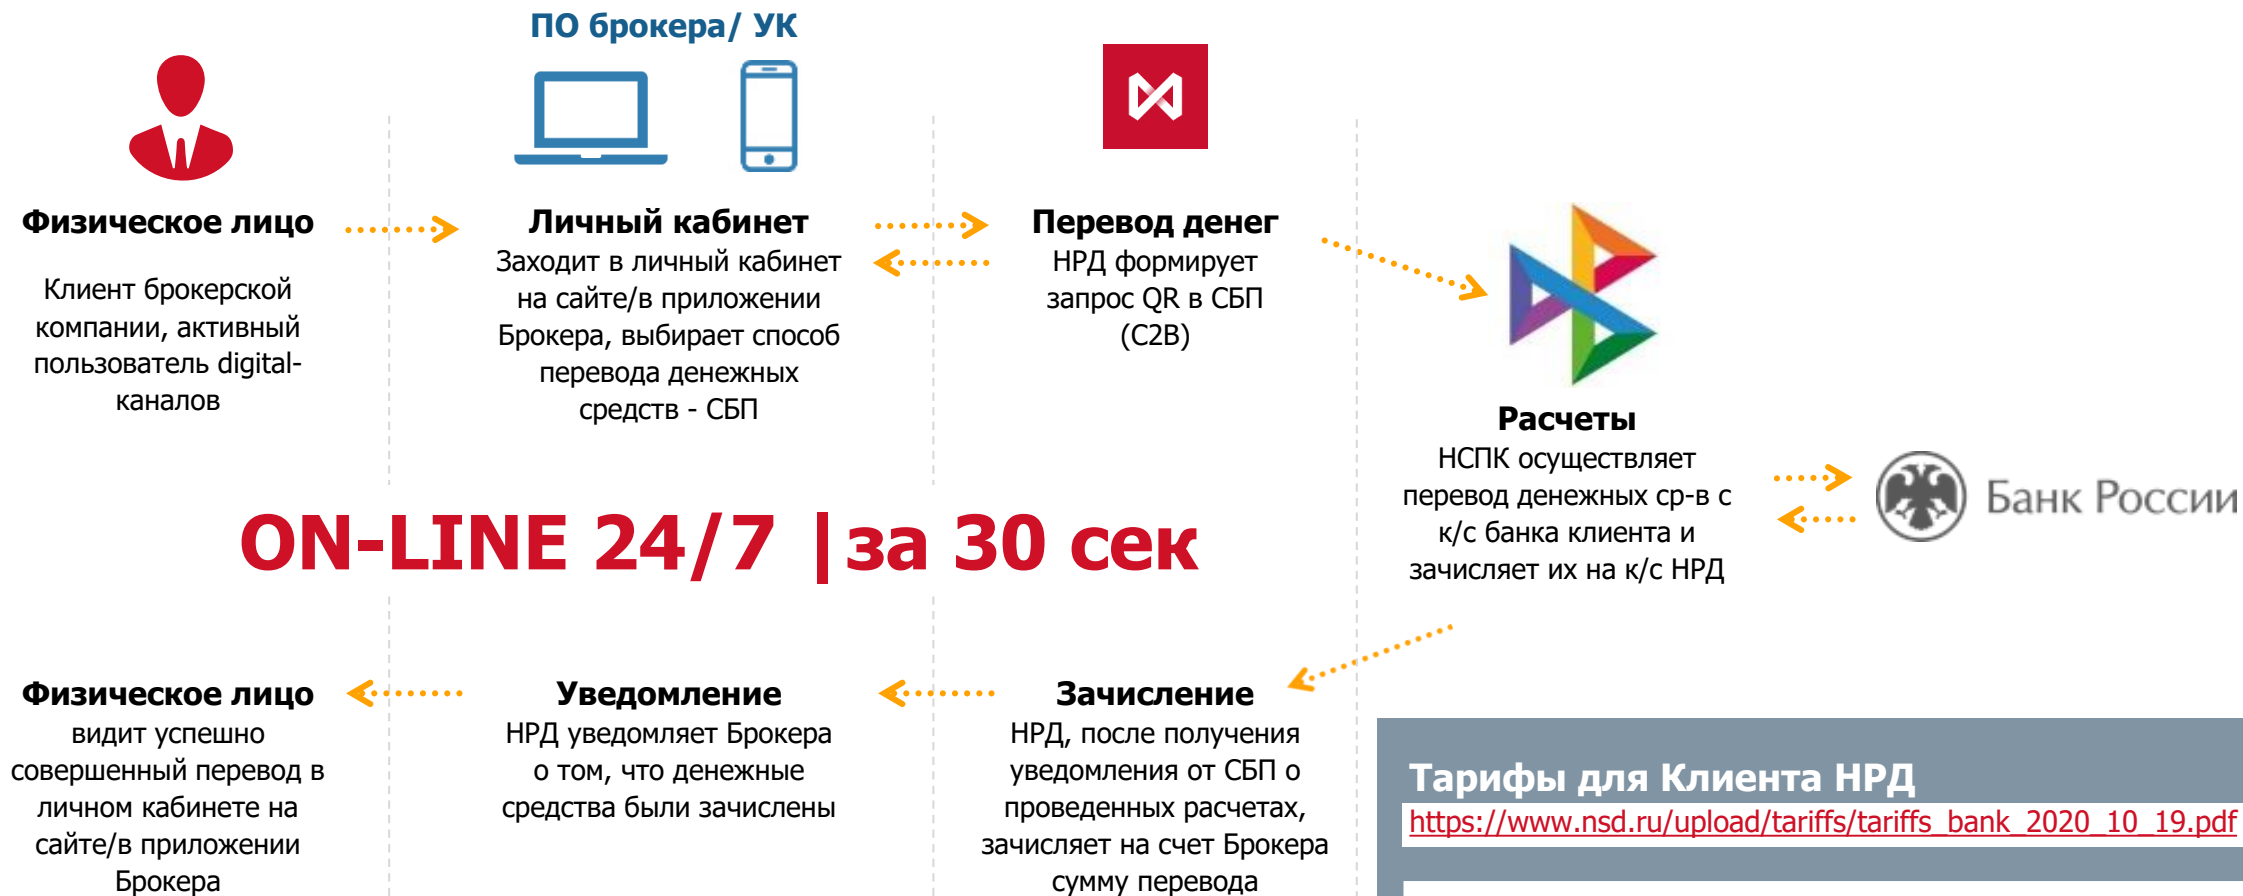 ПО брокера/ УК
Физическое лицо
Клиент брокерской
компании, активный
пользователь digital-
каналов
Личный кабинет
Заходит в личный кабинет
на сайте/в приложении
Брокера, выбирает способ
перевода денежных
средств - СБП
Перевод денег
НРД формирует
запрос QR в СБП
(C2B)
Расчеты
НСПК осуществляет
перевод денежных ср-в с
к/с банка клиента и
зачисляет их на к/с НРД
Банк России
ON-LINE 24/7 |за 30 сек
Физическое лицо
видит успешно
совершенный перевод в
личном кабинете на
сайте/в приложении
Брокера
Уведомление
НРД уведомляет Брокера
о том, что денежные
средства были зачислены
Зачисление
НРД, после получения
уведомления от СБП о
проведенных расчетах,
зачисляет на счет Брокера
сумму перевода
Тарифы для Клиента НРД
https://www.nsd.ru/upload/tariffs/tariffs_bank_2020_10_19.pdf